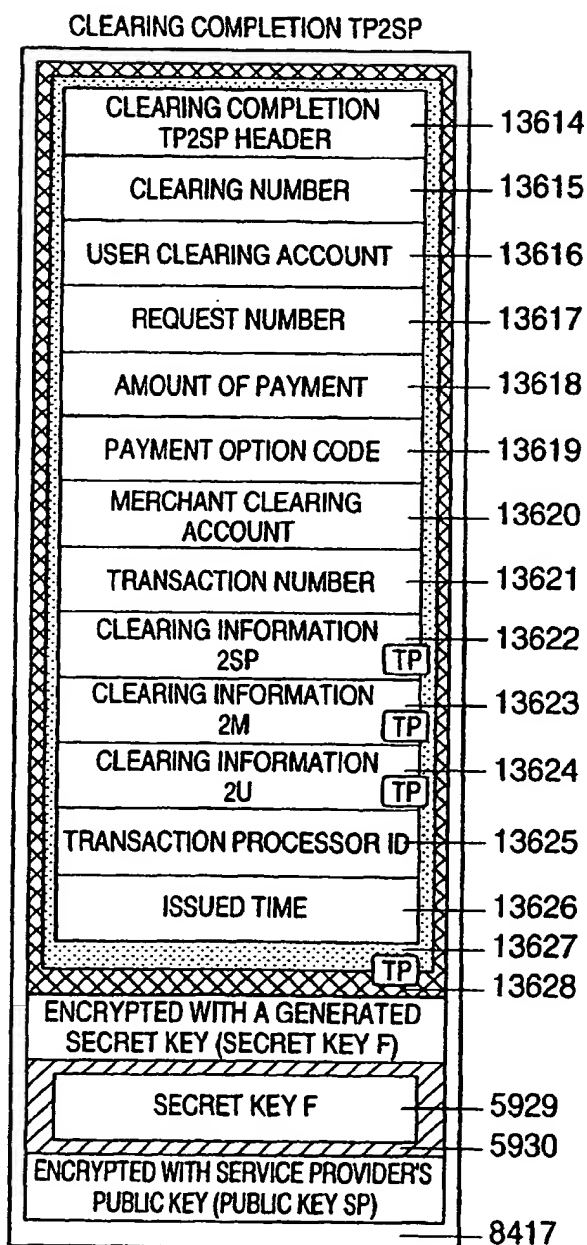 CLEARING COMPLETION TP2SP
CLEARING COMPLETION
TP2SP HEADER
13614
CLEARING NUMBER
13615
USER CLEARING ACCOUNT
13616
REQUEST NUMBER
13617
AMOUNT OF PAYMENT
13618
PAYMENT OPTION CODE
13619
MERCHANT CLEARING
ACCOUNT
13620
TRANSACTION NUMBER
13621
CLEARING INFORMATION
2SP
TP
13622
CLEARING INFORMATION
2M
TP
13623
CLEARING INFORMATION
2U
TP
13624
TRANSACTION PROCESSOR ID
13625
ISSUED TIME
13626
13627
TP
13628
ENCRYPTED WITH A GENERATED
SECRET KEY (SECRET KEY F)
SECRET KEY F
5929
5930
ENCRYPTED WITH SERVICE PROVIDER'S
PUBLIC KEY (PUBLIC KEY SP)
8417